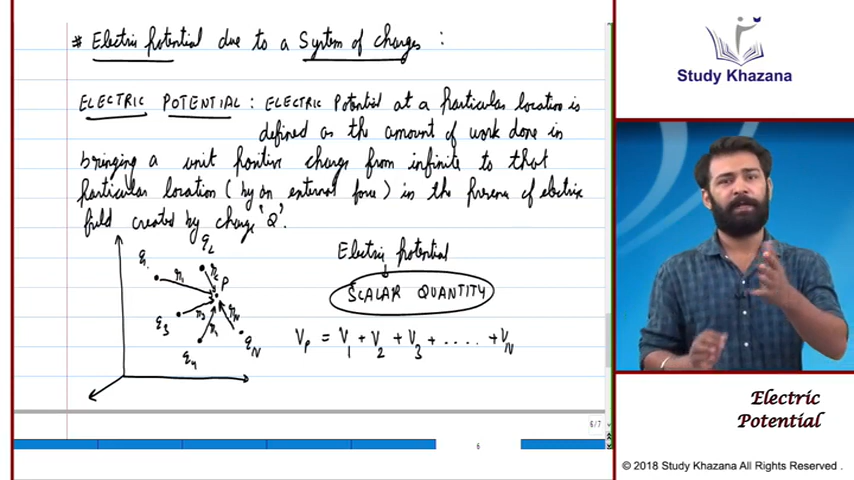 * Electric potential due to a System of charges :
ELECTRIC POTENTIAL : ELECTRIC Potential at a particular location is
defined as the amount of work done in
bringing a unit positive charge from infinite to that
particular location (by an external force) in the presence of electric
field created by charge 'Q'.
Electric potential
SCALAR QUANTITY
q1 r1
q2 r2 P
q3 r3
q4
qN rN
Vp = V1 + V2 + V3 + ..... + VN
6/7
6
Study Khazana
Electric
Potential
© 2018 Study Khazana All Rights Reserved .